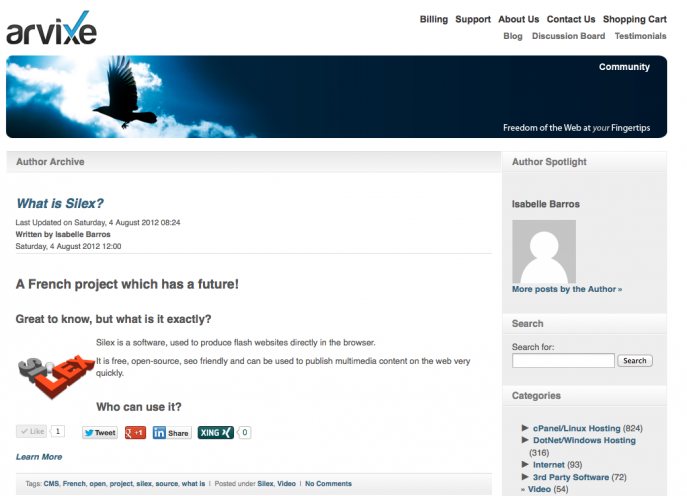 arvixe
Billing Support About Us Contact Us Shopping Cart
Blog Discussion Board Testimonials
Community
Freedom of the Web at your Fingertips
Author Archive
What is Silex?
Last Updated on Saturday, 4 August 2012 08:24
Written by Isabelle Barros
Saturday, 4 August 2012 12:00
A French project which has a future!
Great to know, but what is it exactly?
Silex is a software, used to produce flash websites directly in the browser.
SILEX
It is free, open-source, seo friendly and can be used to publish multimedia content on the web very
quickly.
Who can use it?
Like 1 Tweet +1 Share XING 0
Learn More
Tags: CMS, French, open, project, silex, source, what is | Posted under Silex, Video | No Comments
Author Spotlight
Isabelle Barros
More posts by the Author »
Search
Search for:
Search
Categories
► cPanel/Linux Hosting (824)
► DotNet/Windows Hosting
(316)
► Internet (93)
► 3rd Party Software (72)
» Video (54)